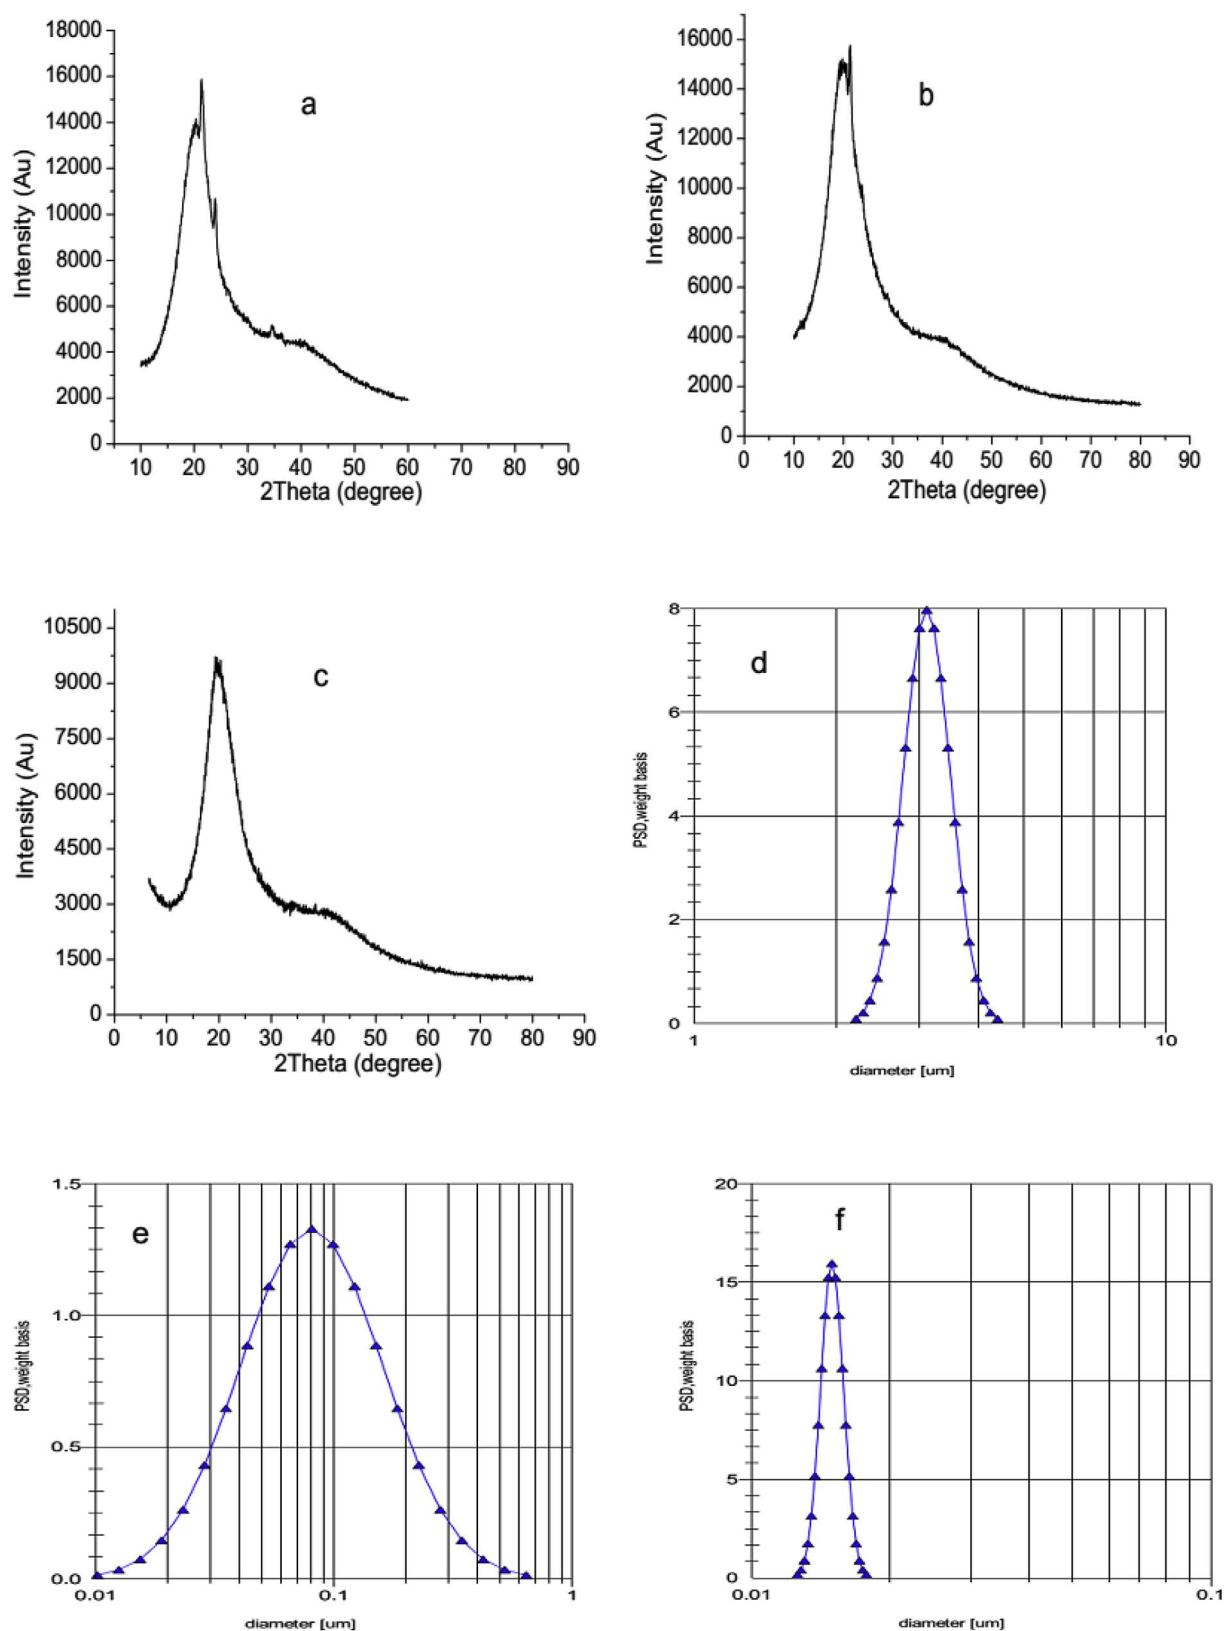 18000
16000
14000
12000
10000
8000
6000
4000
2000
0
Intensity (Au)
a
10 20 30 40 50 60 70 80 90
2Theta (degree)
16000
14000
12000
10000
8000
6000
4000
2000
0
Intensity (Au)
b
0 10 20 30 40 50 60 70 80 90
2Theta (degree)
10500
9000
7500
6000
4500
3000
1500
0
Intensity (Au)
c
0 10 20 30 40 50 60 70 80 90
2Theta (degree)
8
6
4
2
0
PSD,weight basis
d
1 10
diameter [um]
1.5
1.0
0.5
0.0
PSD,weight basis
e
0.01 0.1 1
diameter [um]
20
15
10
5
0
PSD,weight basis
f
0.01 0.1
diameter [um]